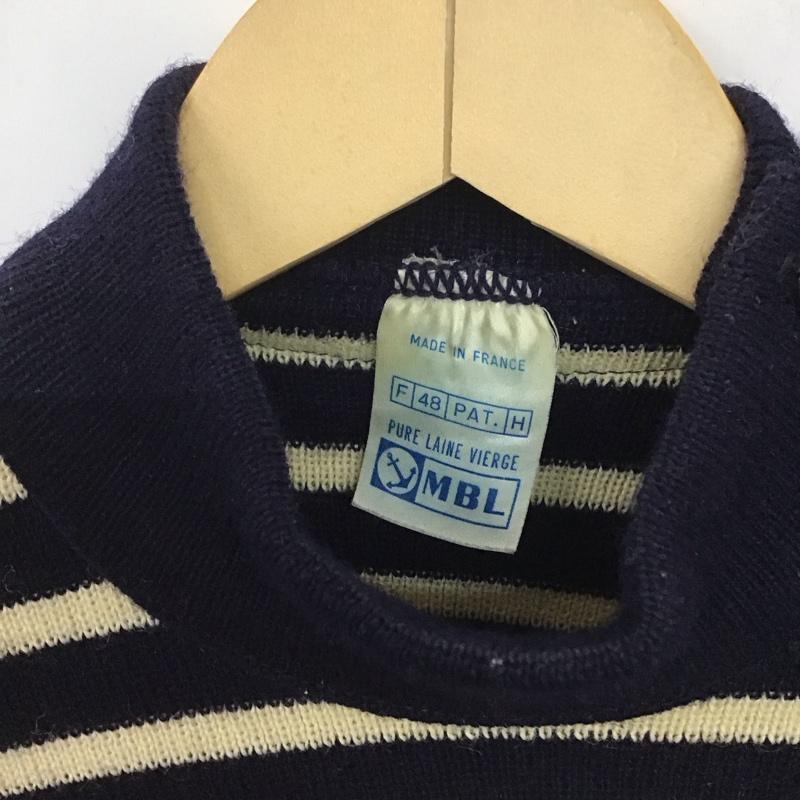 MADE IN FRANCE
F 48 PAT. H
PURE LAINE VIERGE
MBL